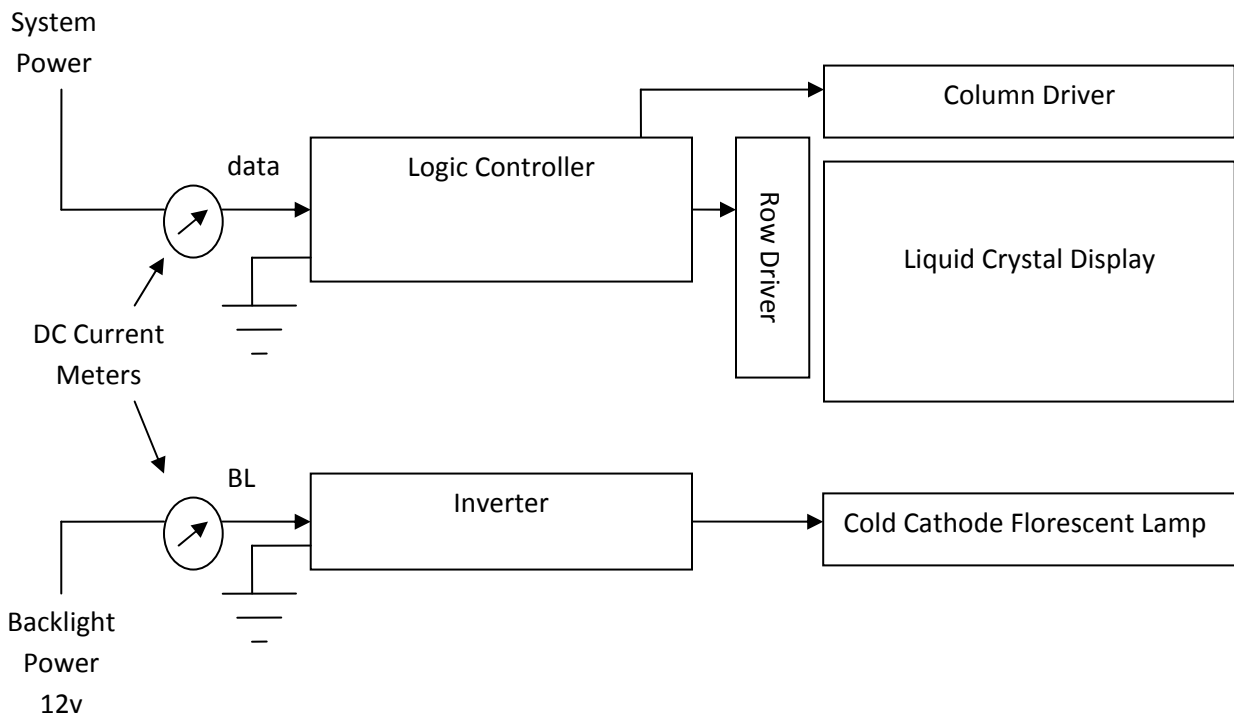 System
Power
Column Driver
data
Logic Controller
Row Driver
Liquid Crystal Display
DC Current
Meters
BL
Inverter
Cold Cathode Florescent Lamp
Backlight
Power
12v